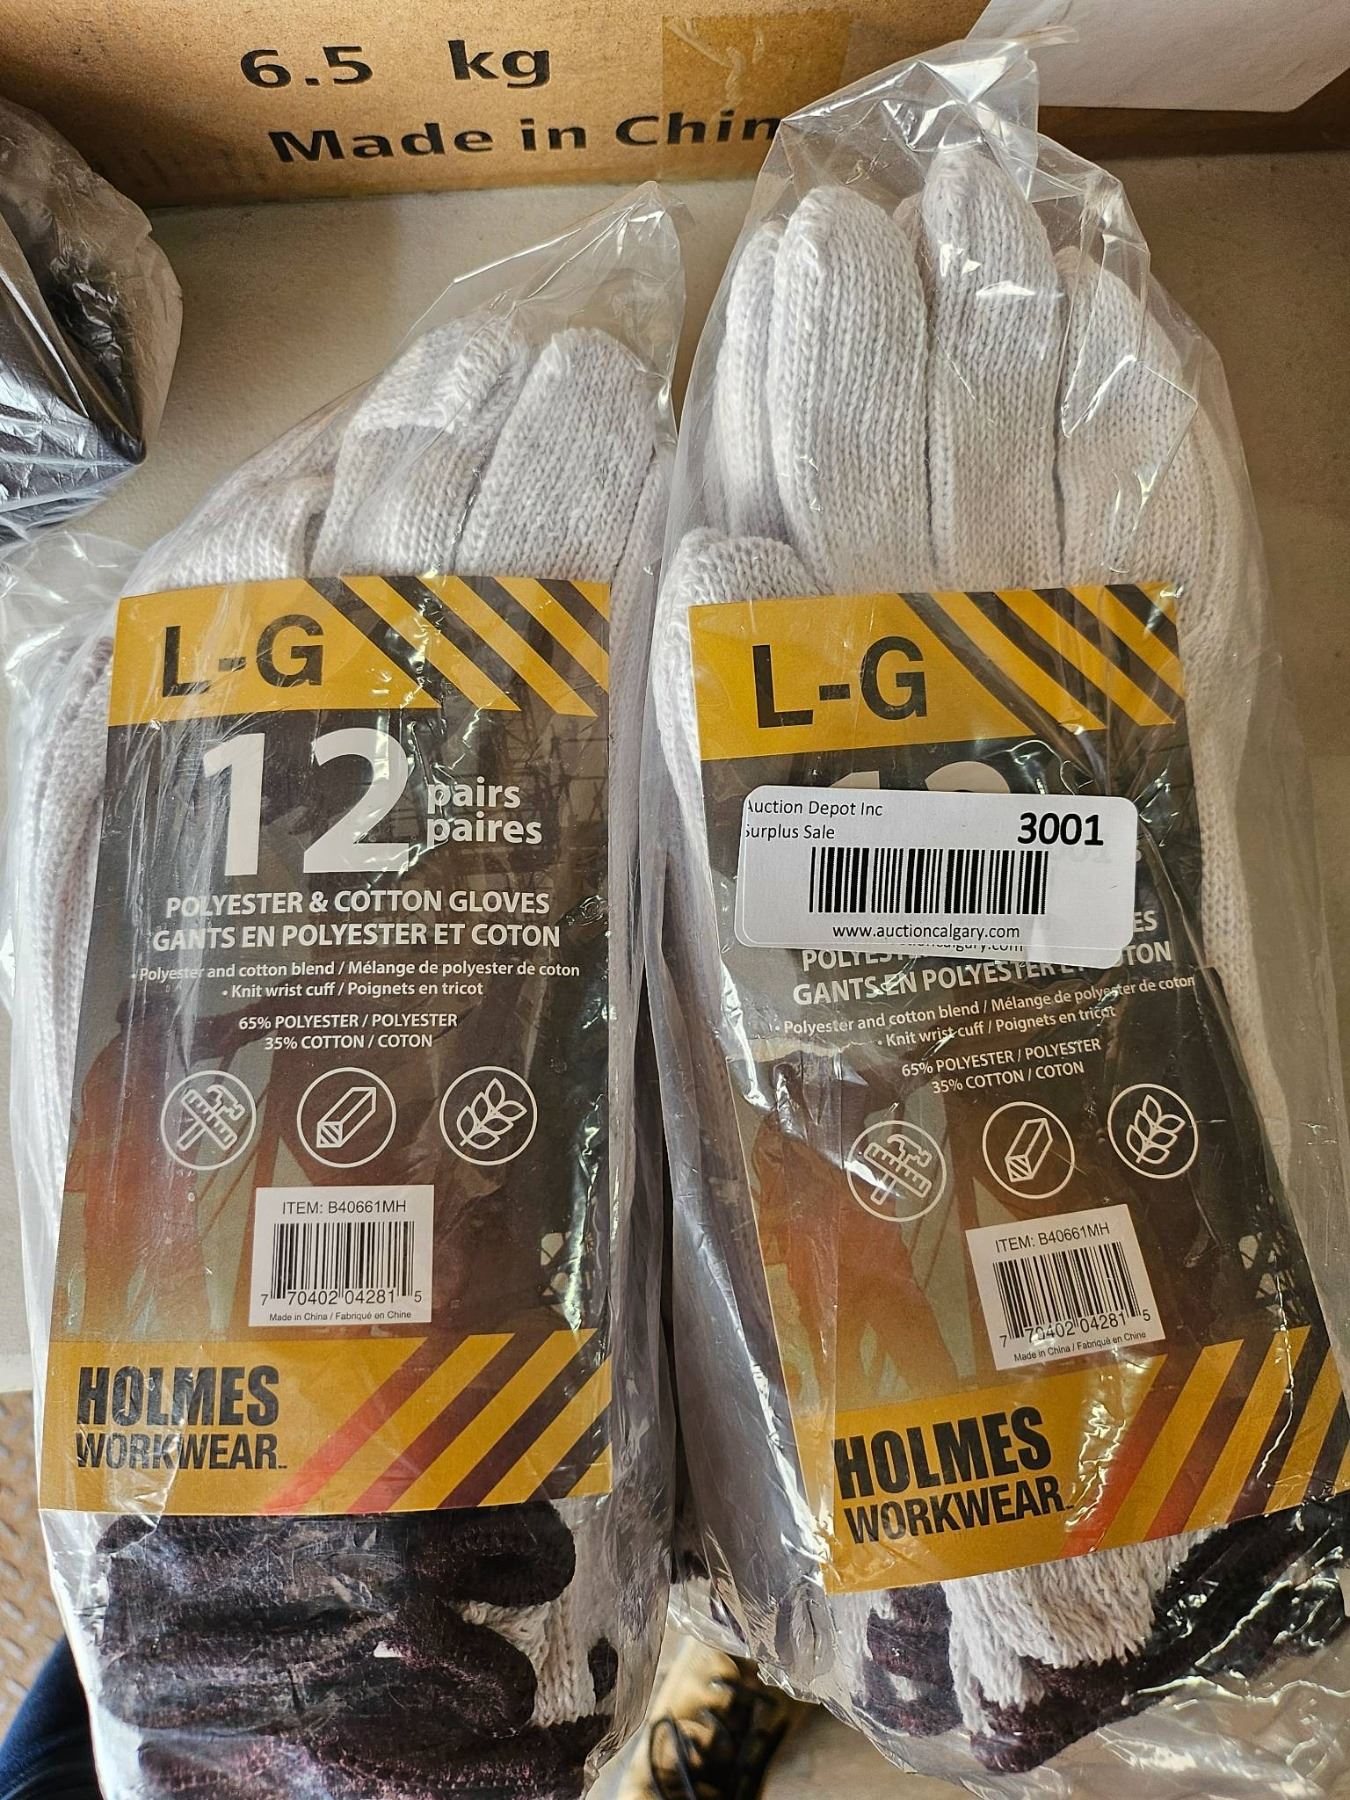 6.5 kg
Made in Chin
L-G
12 pairs
paires
POLYESTER & COTTON GLOVES
GANTS EN POLYESTER ET COTON
• Polyester and cotton blend / Mélange de polyester de coton
• Knit wrist cuff / Poignets en tricot
65% POLYESTER / POLYESTER
35% COTTON / COTON
ITEM: B40661MH
7 70402 04281 5
Made in China / Fabriqué en Chine
HOLMES
WORKWEAR™
L-G
Auction Depot Inc
Surplus Sale
3001
www.auctioncalgary.com
GANTS EN POLYESTER ET COTON
• Polyester and cotton blend / Mélange de polyester de coton
• Knit wrist cuff / Poignets en tricot
65% POLYESTER / POLYESTER
35% COTTON / COTON
ITEM: B40661MH
7 70402 04281 5
Made in China / Fabriqué en Chine
HOLMES
WORKWEAR™